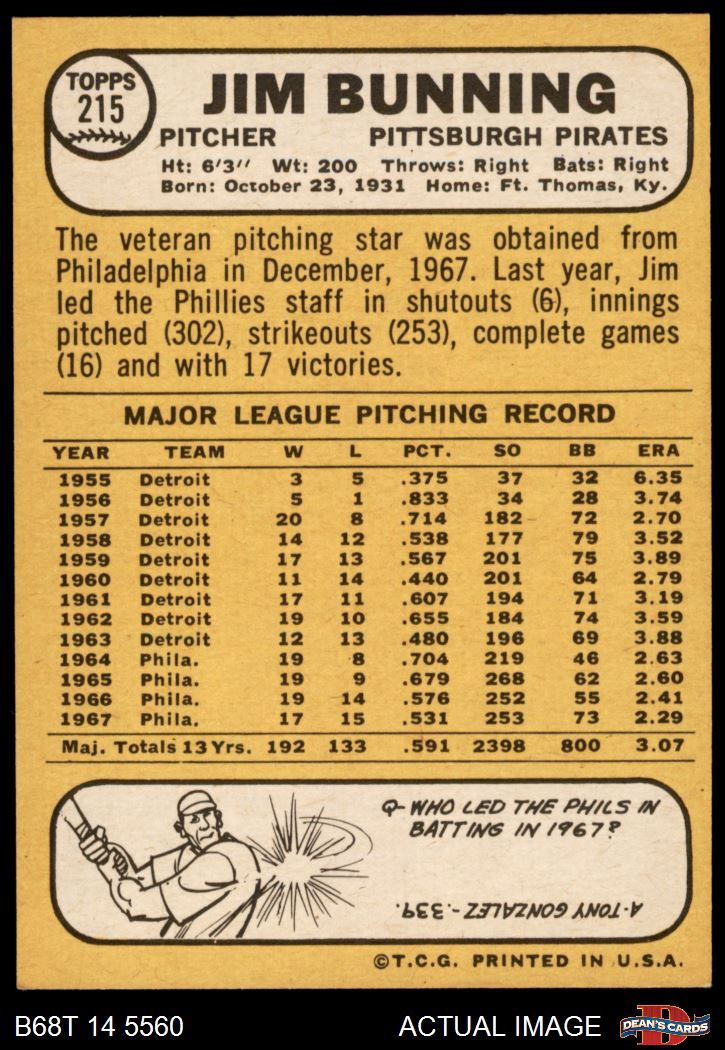 TOPPS
215
JIM BUNNING
PITCHER PITTSBURGH PIRATES
Ht: 6'3" Wt: 200 Throws: Right Bats: Right
Born: October 23, 1931 Home: Ft. Thomas, Ky.
The veteran pitching star was obtained from
Philadelphia in December, 1967. Last year, Jim
led the Phillies staff in shutouts (6), innings
pitched (302), strikeouts (253), complete games
(16) and with 17 victories.
MAJOR LEAGUE PITCHING RECORD
YEAR TEAM W L PCT. SO BB ERA
1955 Detroit 3 5 .375 37 32 6.35
1956 Detroit 5 1 .833 34 28 3.74
1957 Detroit 20 8 .714 182 72 2.70
1958 Detroit 14 12 .538 177 79 3.52
1959 Detroit 17 13 .567 201 75 3.89
1960 Detroit 11 14 .440 201 64 2.79
1961 Detroit 17 11 .607 194 71 3.19
1962 Detroit 19 10 .655 184 74 3.59
1963 Detroit 12 13 .480 196 69 3.88
1964 Phila. 19 8 .704 219 46 2.63
1965 Phila. 19 9 .679 268 62 2.60
1966 Phila. 19 14 .576 252 55 2.41
1967 Phila. 17 15 .531 253 73 2.29
Maj. Totals 13 Yrs. 192 133 .591 2398 800 3.07
Q- WHO LED THE PHILS IN
BATTING IN 1967?
A-TONY GONZALEZ-.339.
©T.C.G. PRINTED IN U.S.A.
B68T 14 5560 ACTUAL IMAGE DEAN'S CARDS